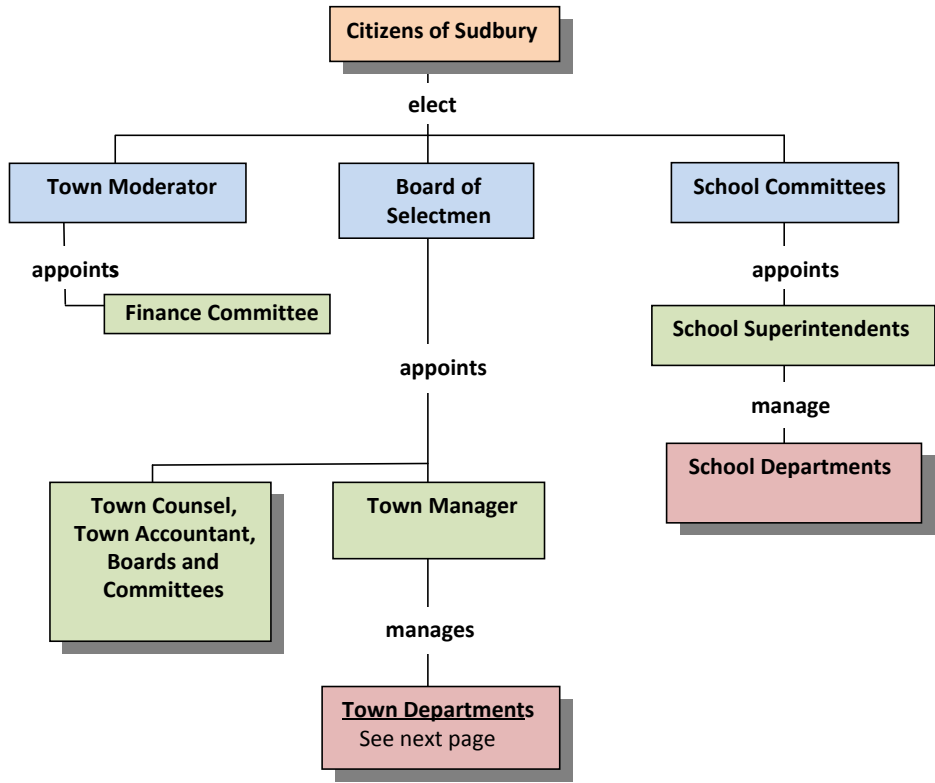 Citizens of Sudbury
elect
Town Moderator
Board of
Selectmen
School Committees
appoints
Finance Committee
appoints
School Superintendents
appoints
manage
School Departments
Town Counsel,
Town Accountant,
Boards and
Committees
Town Manager
manages
Town Departments
See next page